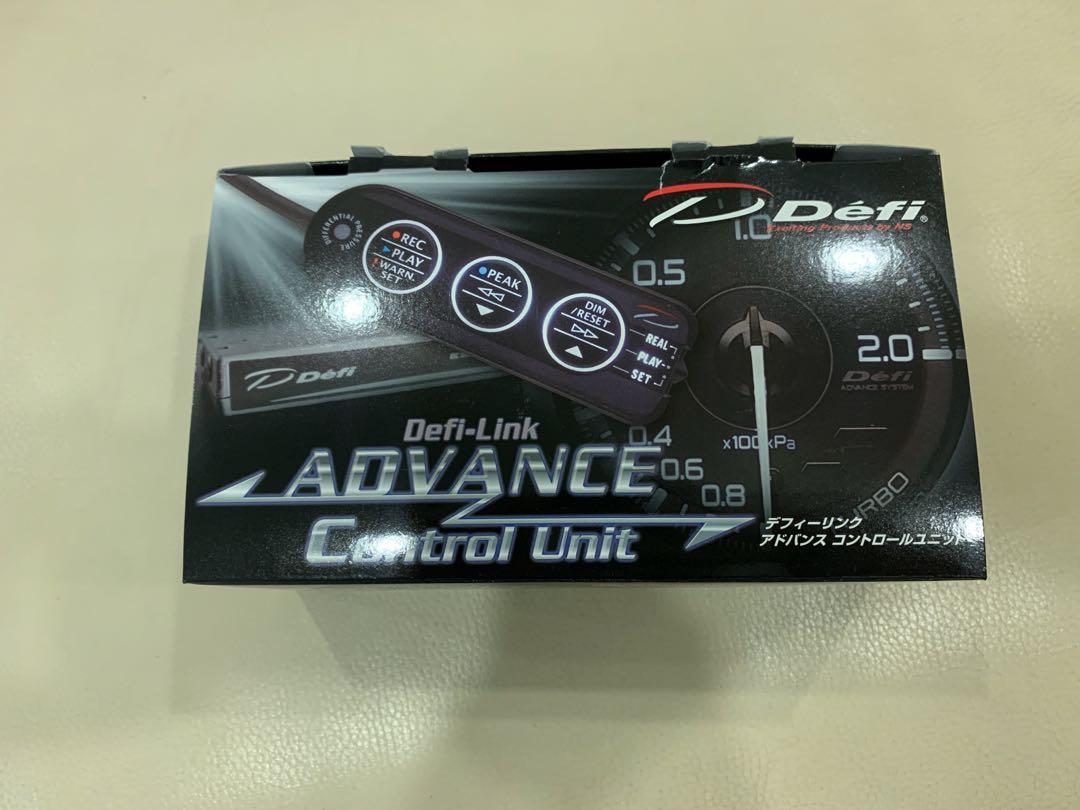 Défi®
Exciting Products by NS
DIFFERENTIAL PRESSURE
REC
PLAY
! WARN.
SET
PEAK
DIM
/RESET
REAL
PLAY
SET
1.0
0.5
2.0
Défi
ADVANCE SYSTEM
Défi
Defi-Link
ADVANCE
Control Unit
0.4
0.6
0.8
x100kPa
デフィーリンク
アドバンス コントロールユニット